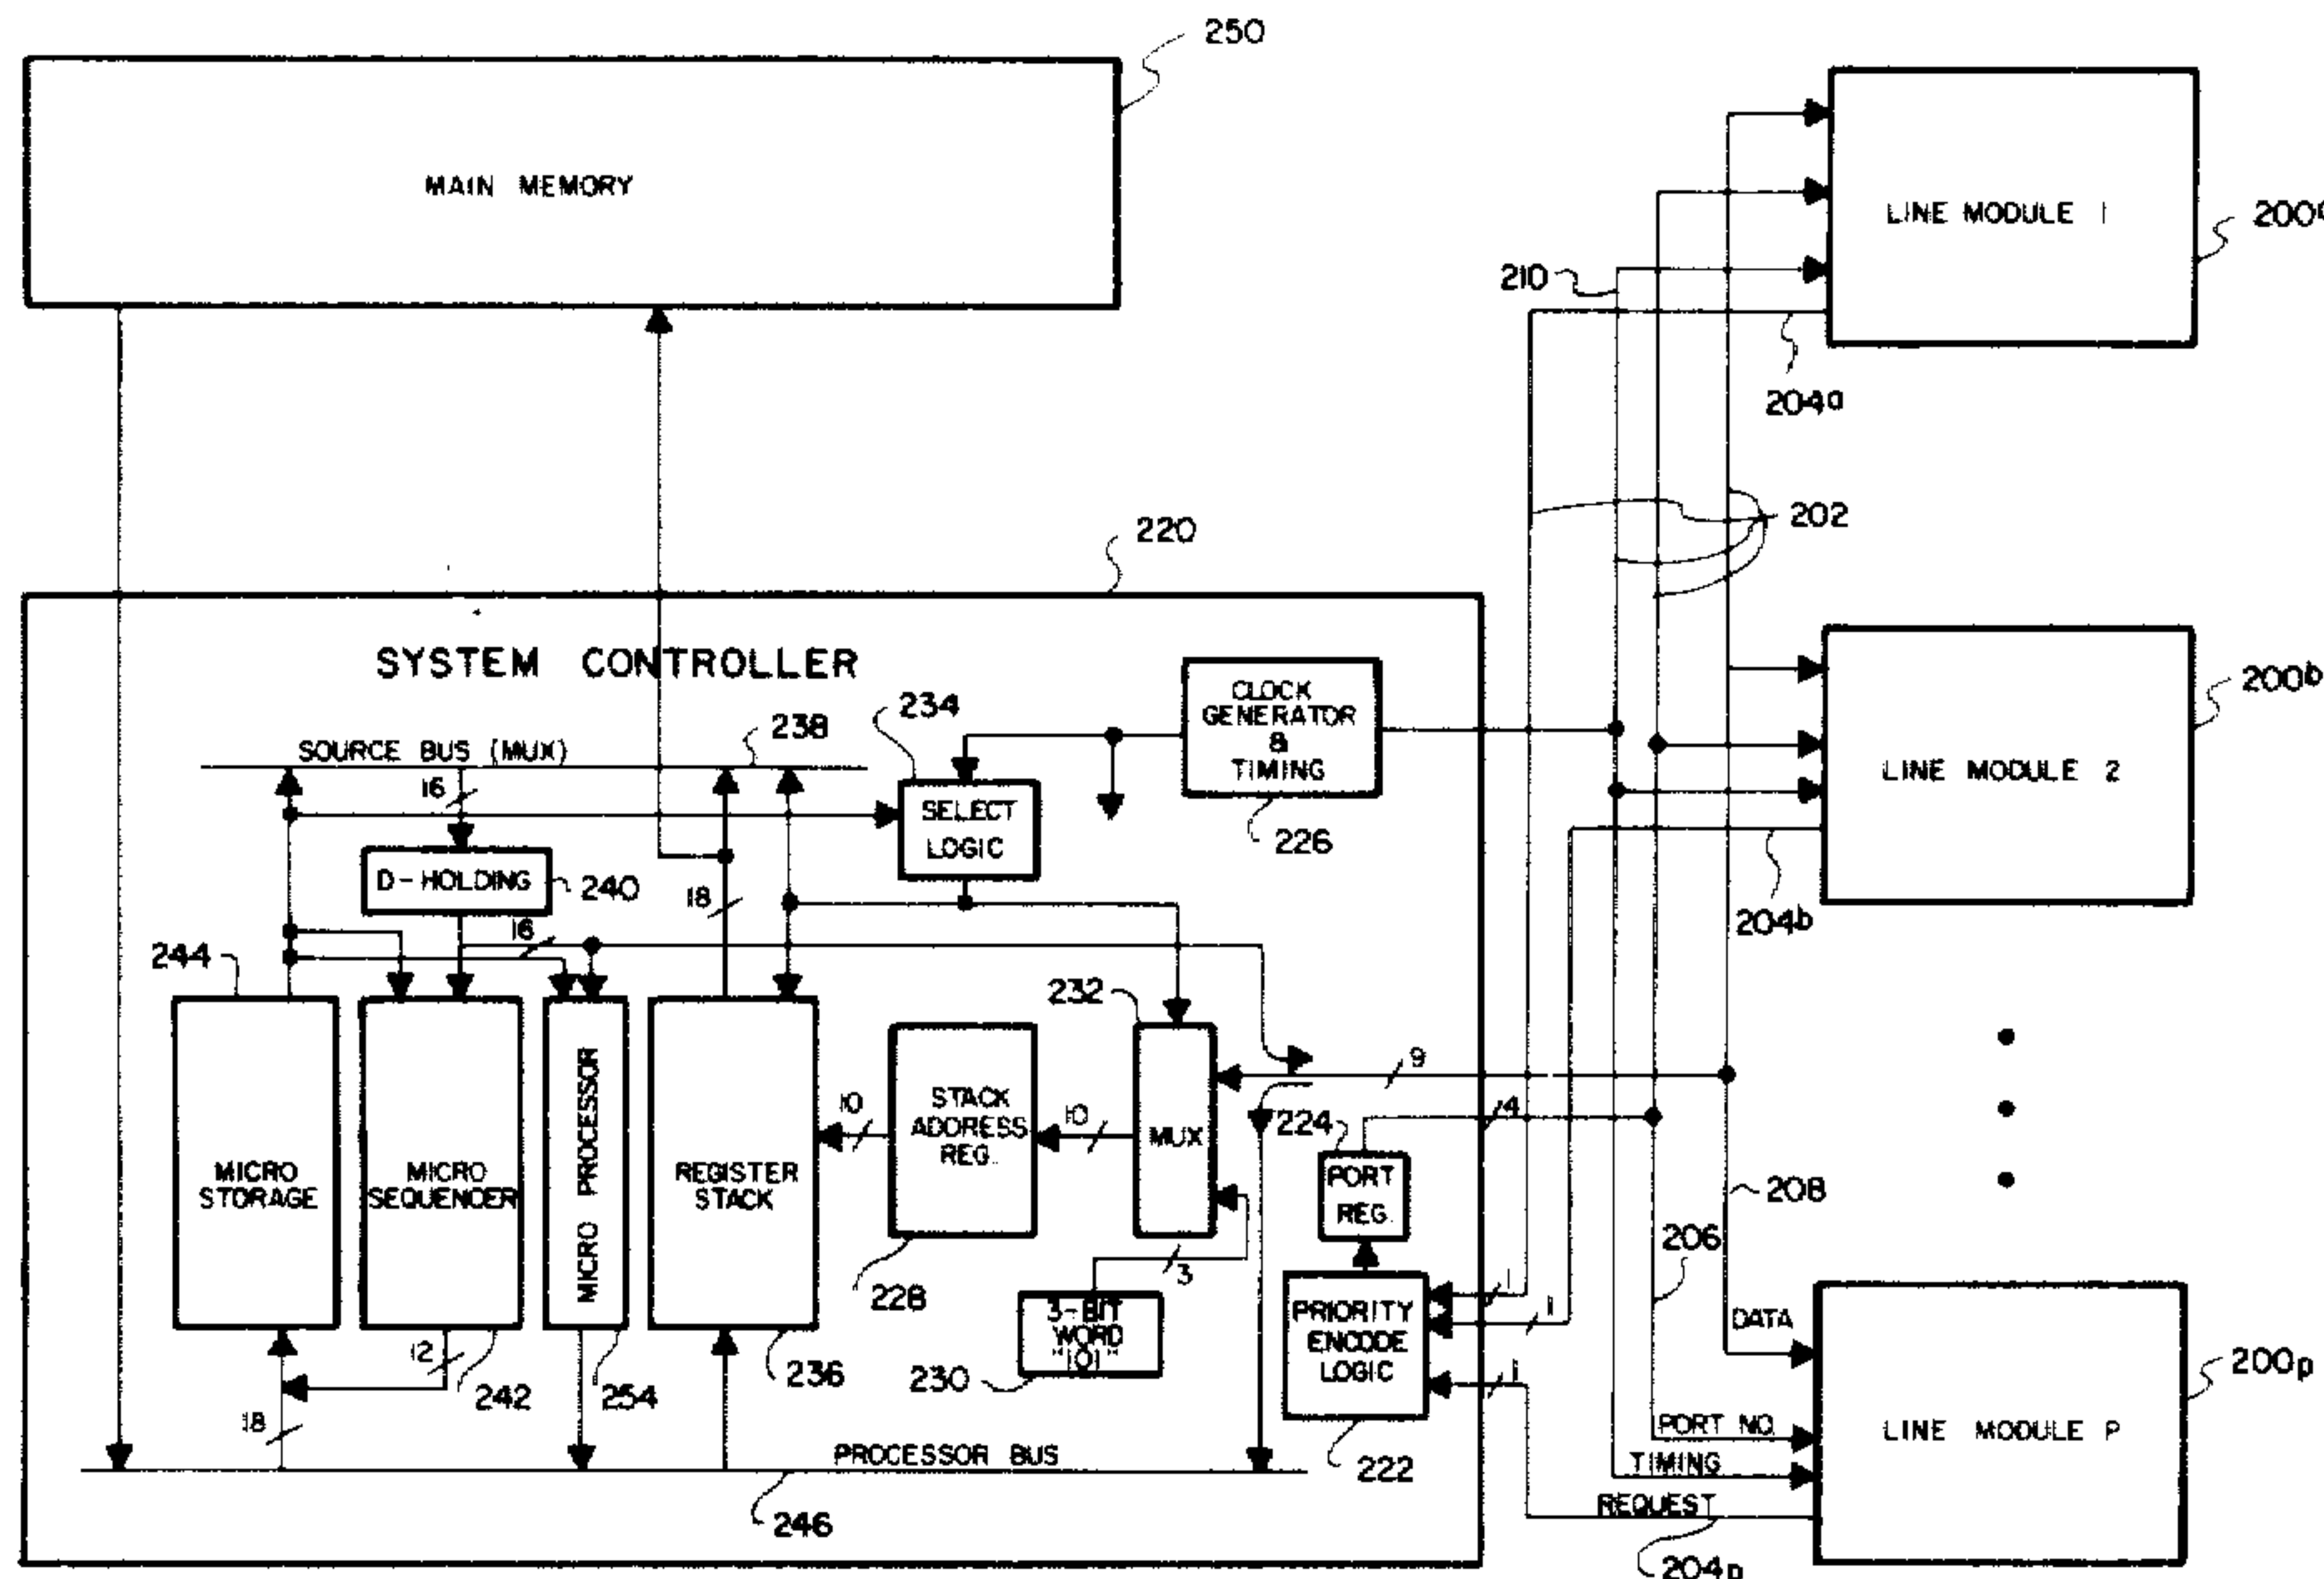 250
MAIN MEMORY
LINE MODULE 1
200a
210
204a
202
220
SYSTEM CONTROLLER
CLOCK
GENERATOR
&
TIMING
226
234
238
SOURCE BUS (MUX)
16
SELECT
LOGIC
D-HOLDING
240
18
16
LINE MODULE 2
200b
204b
244
232
9
4
224
MICRO
STORAGE
MICRO
SEQUENCER
MICRO PROCESSOR
REGISTER
STACK
10
STACK
ADDRESS
REG.
10
MUX
PORT
REG.
208
206
3
228
3-BIT
WORD
"101"
230
PRIORITY
ENCODE
LOGIC
1
1
1
222
12
18
242
254
236
PROCESSOR BUS
246
DATA
PORT NO.
TIMING
REQUEST
204p
LINE MODULE P
200p